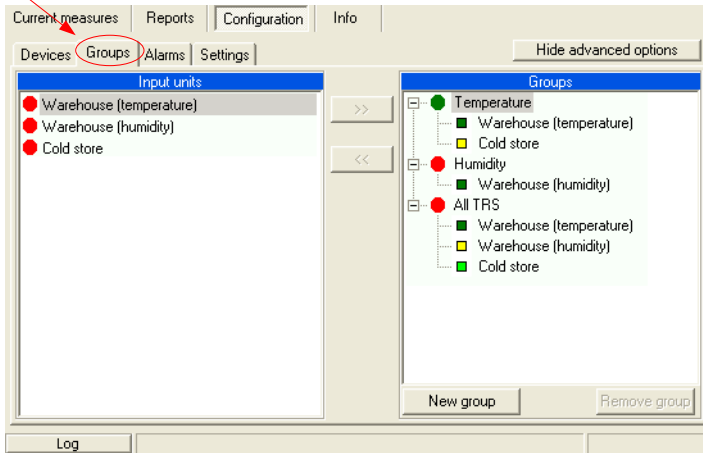 Current measures Reports Configuration Info
Devices Groups Alarms Settings Hide advanced options
Input units
Warehouse (temperature)
Warehouse (humidity)
Cold store
>>
<<
Groups
Temperature
Warehouse (temperature)
Cold store
Humidity
Warehouse (humidity)
All TRS
Warehouse (temperature)
Warehouse (humidity)
Cold store
New group Remove group
Log